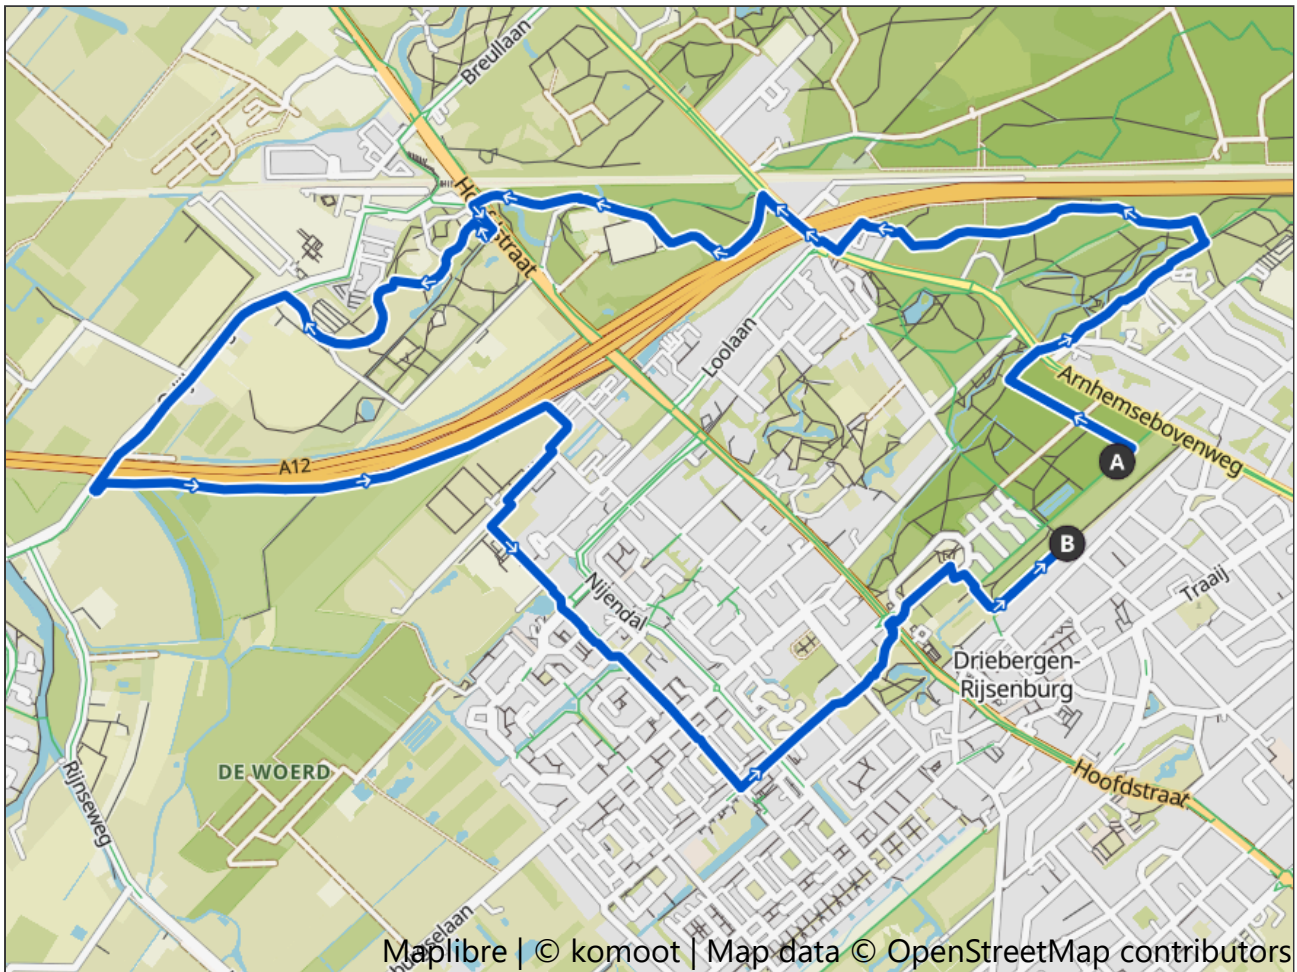 Breullaan
Hoofdstraat
Loolaan
Arnhemsebovenweg
A12
A
B
Traaij
Nijendal
Driebergen-
Rijsenburg
DE WOERD
Rijnseweg
Hoofdstraat
Maplibre | © komoot | Map data © OpenStreetMap contributors